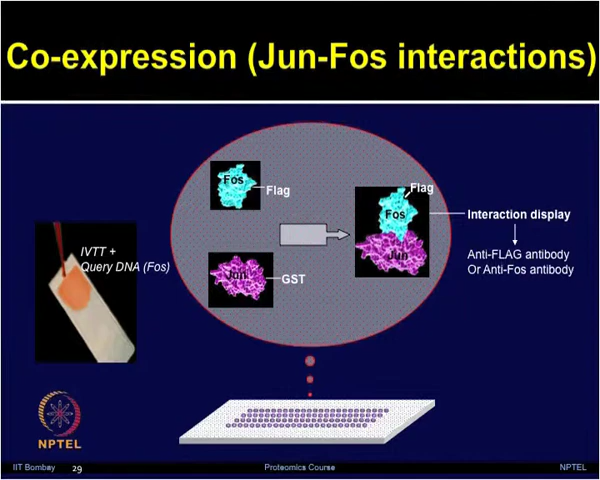 Co-expression (Jun-Fos interactions)
Fos
Flag
Flag
Fos
Interaction display
IVTT +
Query DNA (Fos)
Jun
GST
Jun
Anti-FLAG antibody
Or Anti-Fos antibody
NPTEL
IIT Bombay
29
Proteomics Course
NPTEL